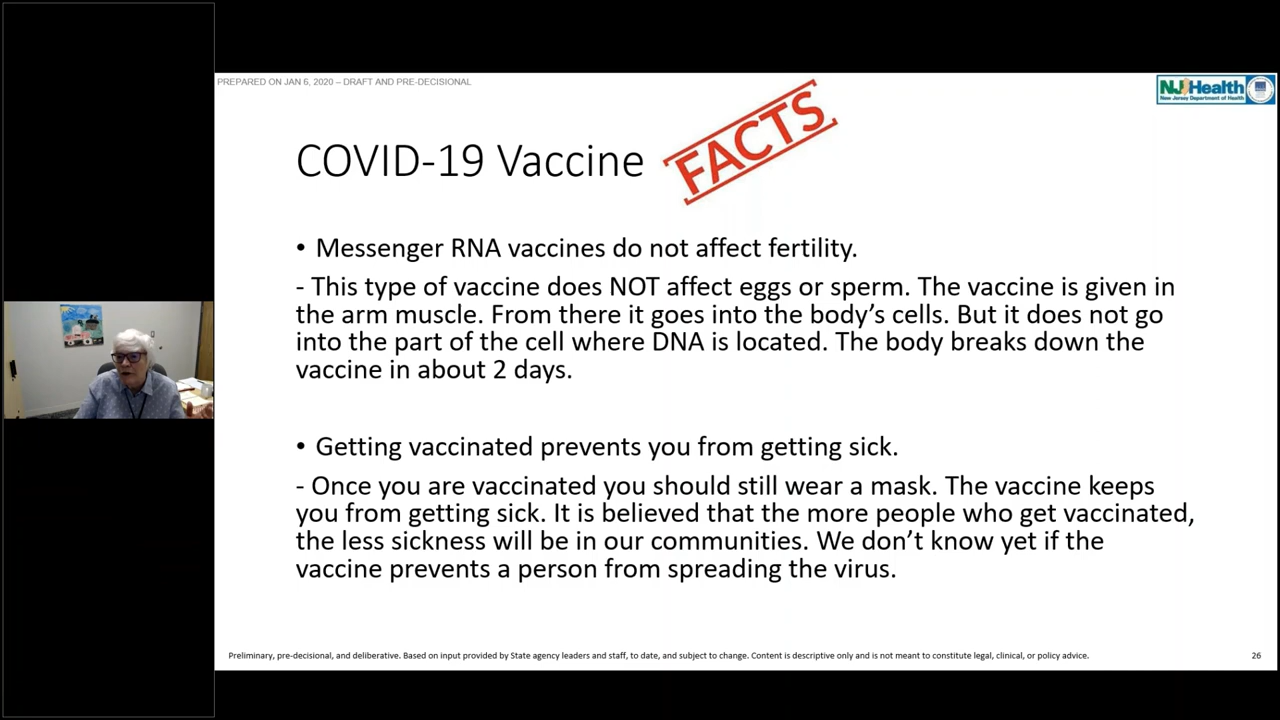 PREPARED ON JAN 6, 2020 – DRAFT AND PRE-DECISIONAL
NJ Health
New Jersey Department of Health
COVID-19 Vaccine
FACTS
• Messenger RNA vaccines do not affect fertility.
- This type of vaccine does NOT affect eggs or sperm. The vaccine is given in
the arm muscle. From there it goes into the body’s cells. But it does not go
into the part of the cell where DNA is located. The body breaks down the
vaccine in about 2 days.
• Getting vaccinated prevents you from getting sick.
- Once you are vaccinated you should still wear a mask. The vaccine keeps
you from getting sick. It is believed that the more people who get vaccinated,
the less sickness will be in our communities. We don’t know yet if the
vaccine prevents a person from spreading the virus.
Preliminary, pre-decisional, and deliberative. Based on input provided by State agency leaders and staff, to date, and subject to change. Content is descriptive only and is not meant to constitute legal, clinical, or policy advice.
26